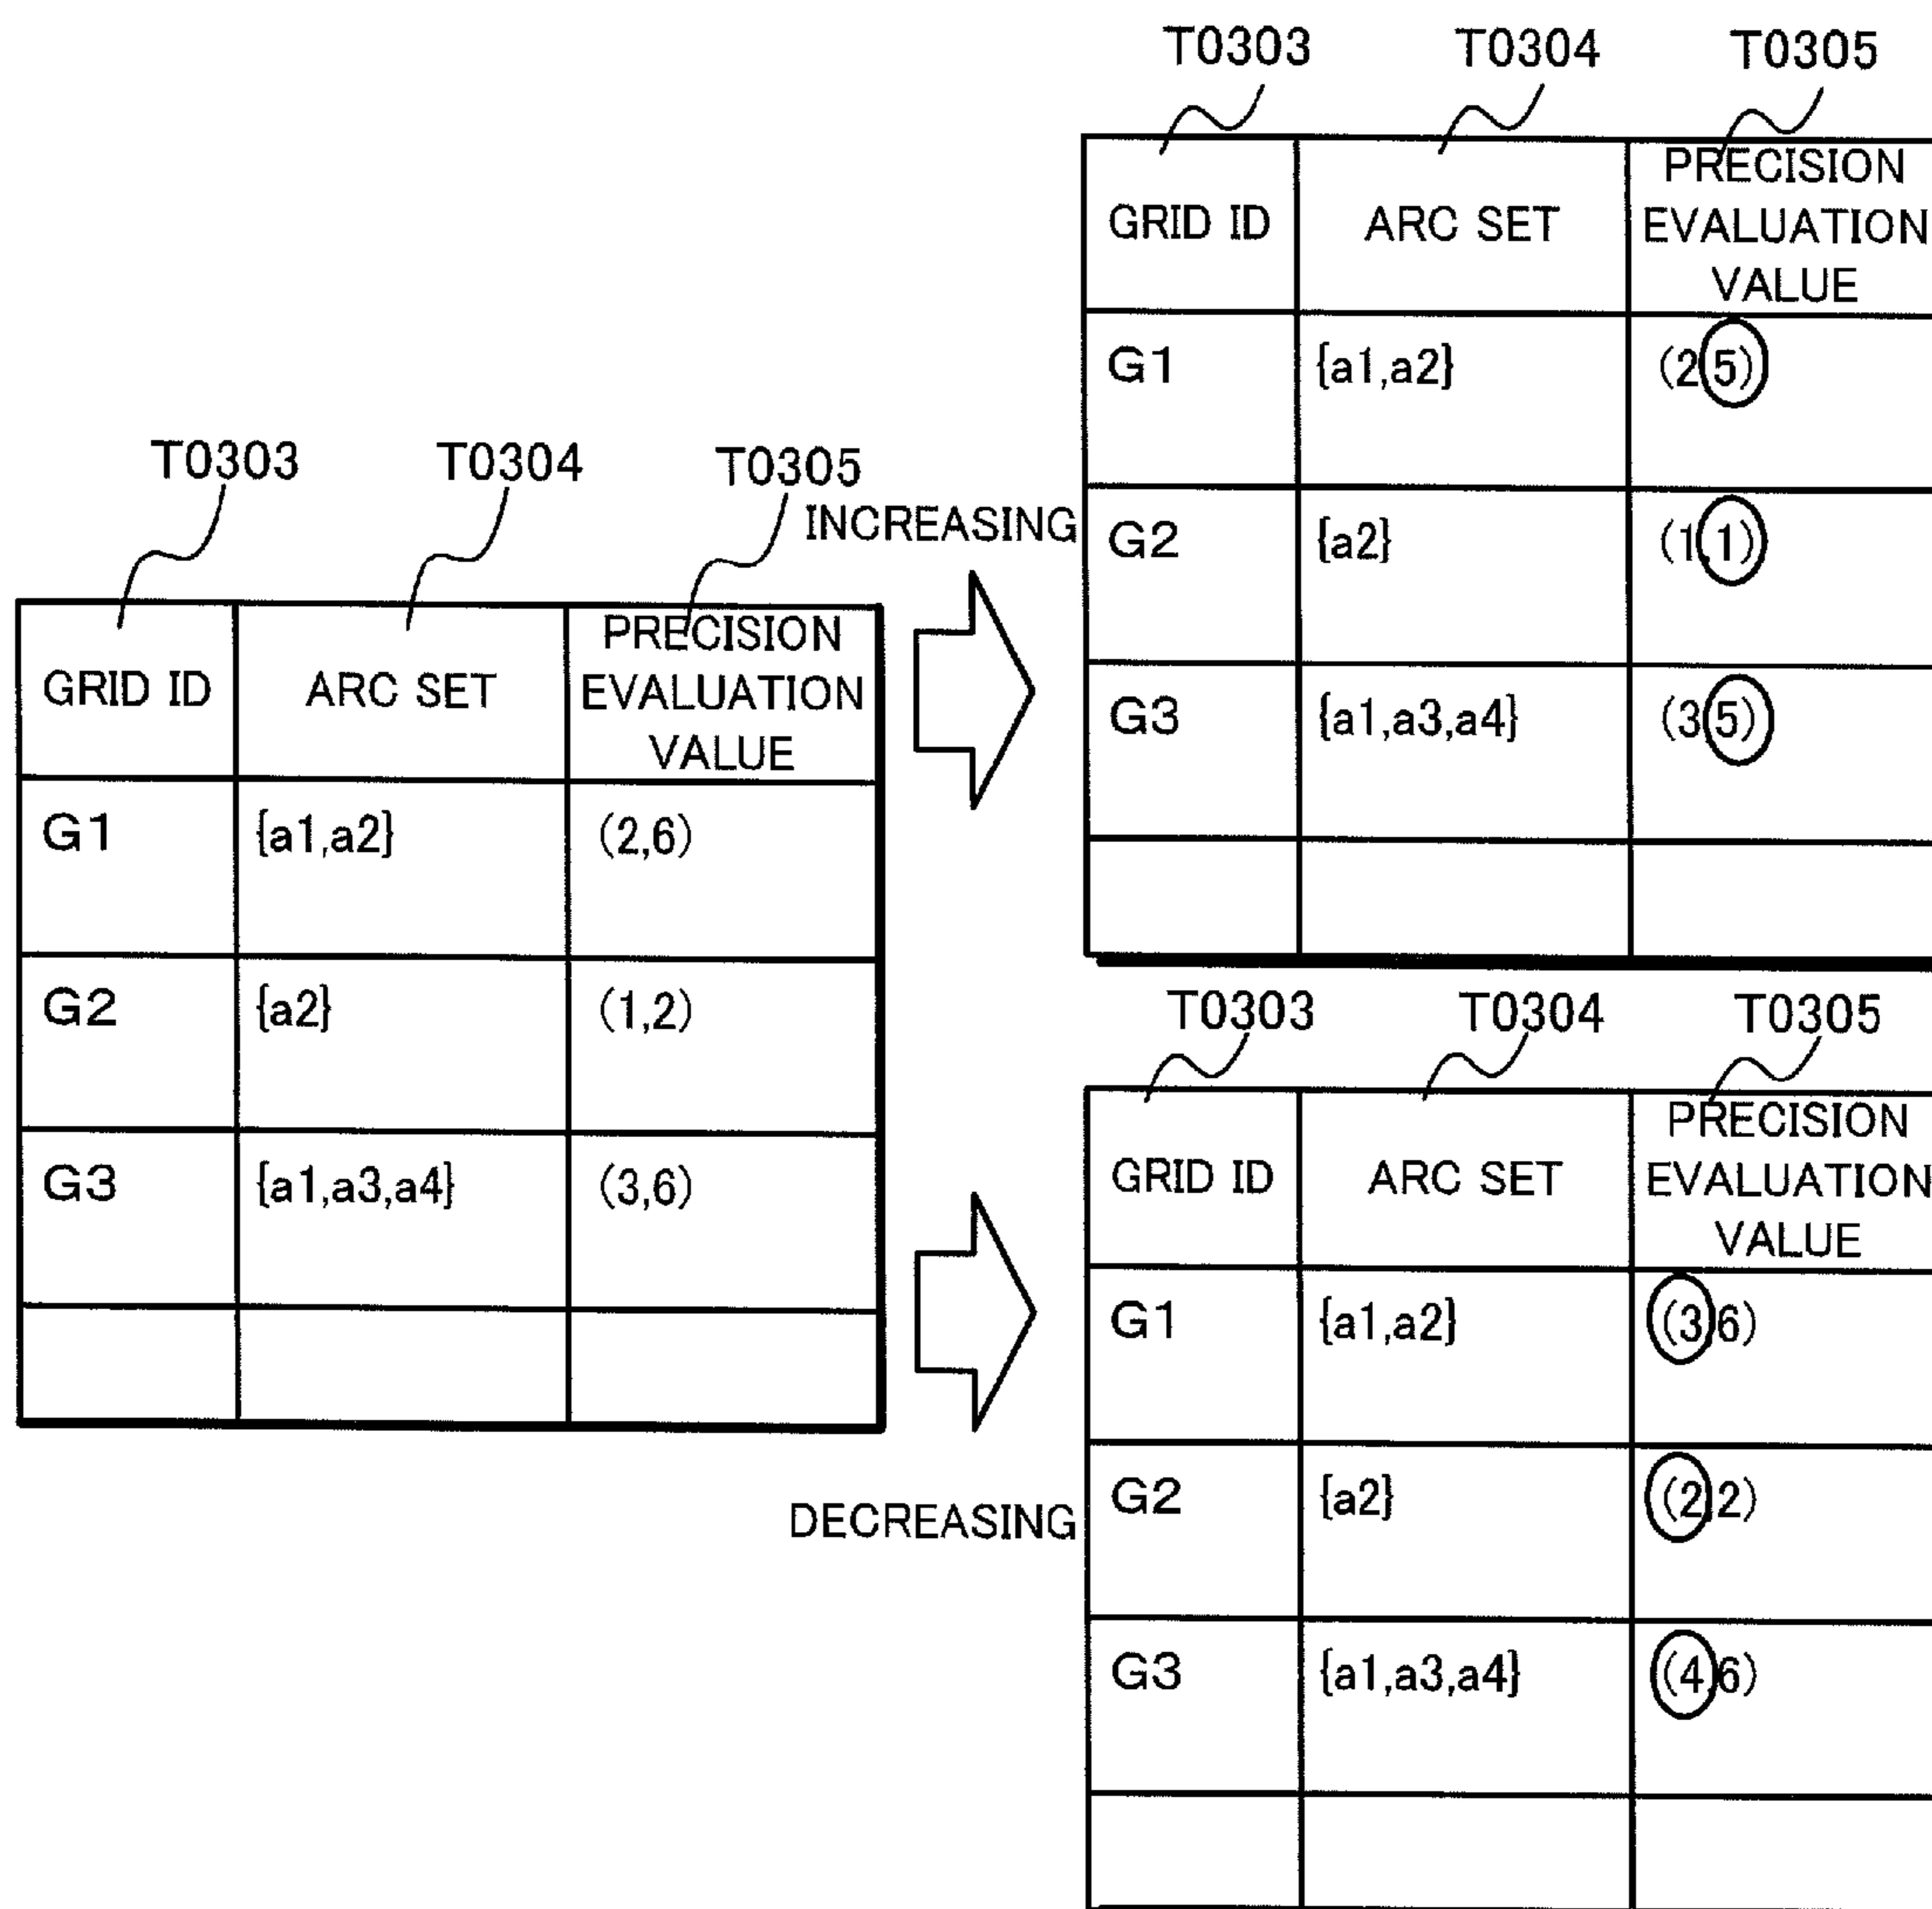 T0303 T0304 T0305
GRID ID ARC SET PRECISION
EVALUATION
VALUE
G1 {a1,a2} (2,6)
G2 {a2} (1,2)
G3 {a1,a3,a4} (3,6)
INCREASING
T0303 T0304 T0305
GRID ID ARC SET PRECISION
EVALUATION
VALUE
G1 {a1,a2} (2 5)
G2 {a2} (1,1)
G3 {a1,a3,a4} (3 5)
DECREASING
T0303 T0304 T0305
GRID ID ARC SET PRECISION
EVALUATION
VALUE
G1 {a1,a2} (3 6)
G2 {a2} (2 2)
G3 {a1,a3,a4} (4,6)